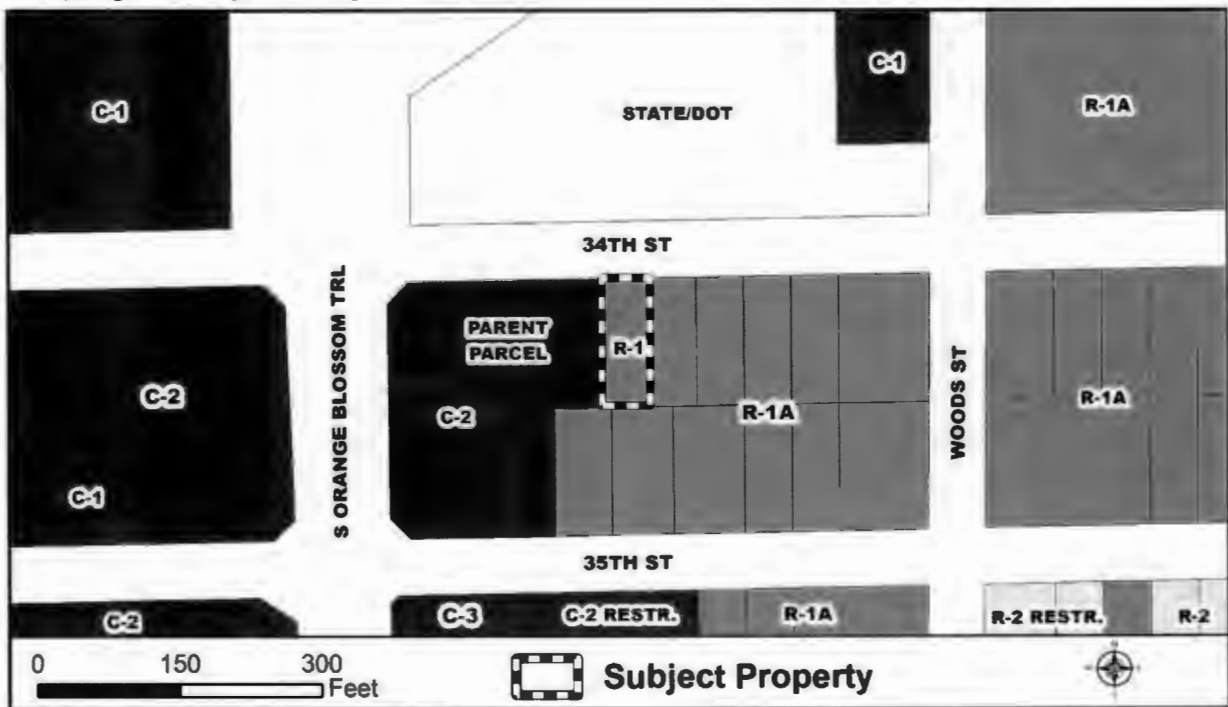 C-1
C-1
STATE/DOT
R-1A
34TH ST
S ORANGE BLOSSOM TRL
PARENT
PARCEL
R-1
C-2
C-2
R-1A
WOODS ST
R-1A
C-1
35TH ST
C-2
C-3
C-2 RESTR.
R-1A
R-2 RESTR.
R-2
0 150 300
Feet
Subject Property